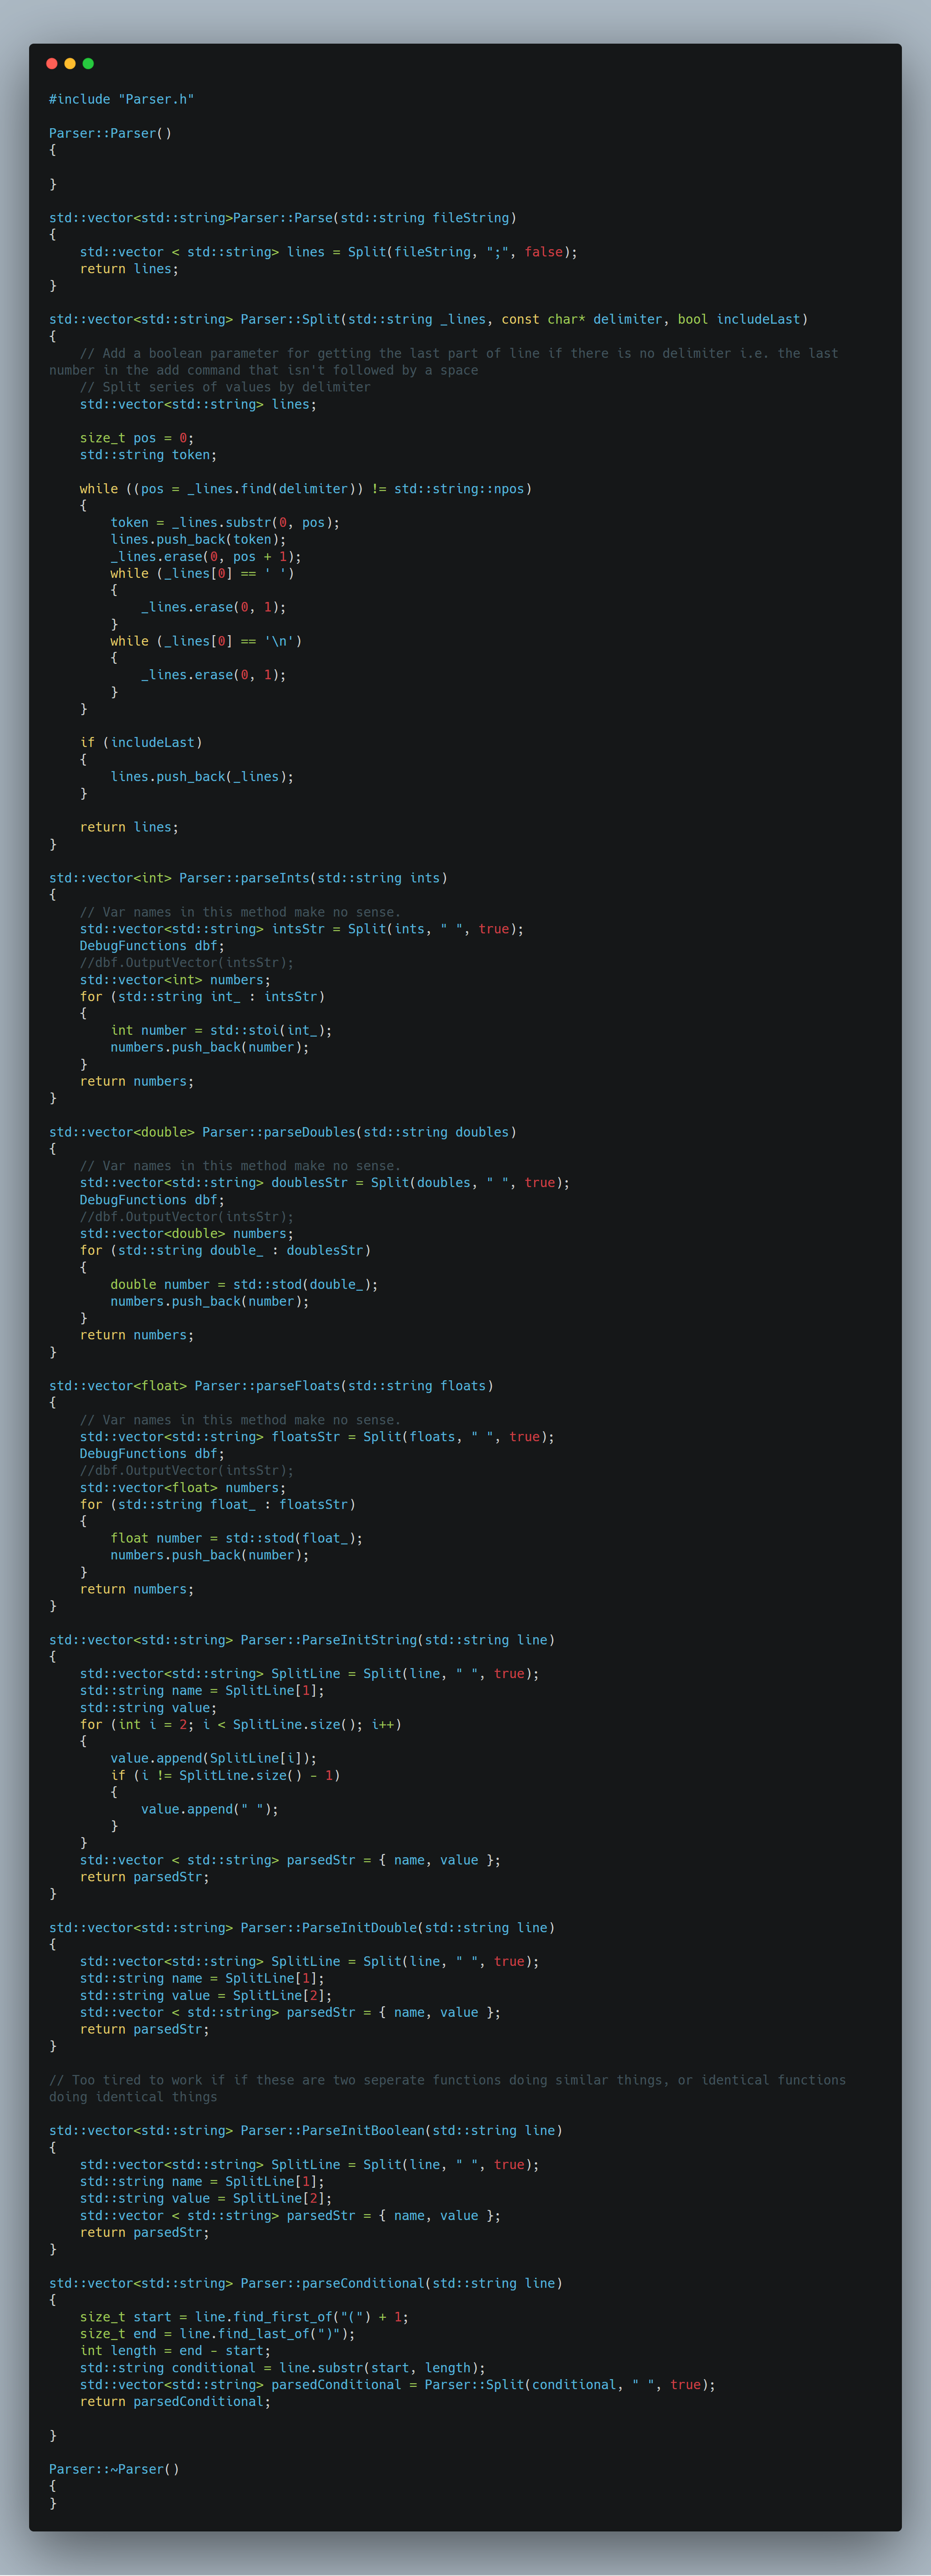 #include "Parser.h"

Parser::Parser()
{

}

std::vector<std::string>Parser::Parse(std::string fileString)
{
    std::vector < std::string> lines = Split(fileString, ";", false);
    return lines;
}

std::vector<std::string> Parser::Split(std::string _lines, const char* delimiter, bool includeLast)
{
    // Add a boolean parameter for getting the last part of line if there is no delimiter i.e. the last
number in the add command that isn't followed by a space
    // Split series of values by delimiter
    std::vector<std::string> lines;

    size_t pos = 0;
    std::string token;

    while ((pos = _lines.find(delimiter)) != std::string::npos)
    {
        token = _lines.substr(0, pos);
        lines.push_back(token);
        _lines.erase(0, pos + 1);
        while (_lines[0] == ' ')
        {
            _lines.erase(0, 1);
        }
        while (_lines[0] == '\n')
        {
            _lines.erase(0, 1);
        }
    }

    if (includeLast)
    {
        lines.push_back(_lines);
    }

    return lines;
}

std::vector<int> Parser::parseInts(std::string ints)
{
    // Var names in this method make no sense.
    std::vector<std::string> intsStr = Split(ints, " ", true);
    DebugFunctions dbf;
    //dbf.OutputVector(intsStr);
    std::vector<int> numbers;
    for (std::string int_ : intsStr)
    {
        int number = std::stoi(int_);
        numbers.push_back(number);
    }
    return numbers;
}

std::vector<double> Parser::parseDoubles(std::string doubles)
{
    // Var names in this method make no sense.
    std::vector<std::string> doublesStr = Split(doubles, " ", true);
    DebugFunctions dbf;
    //dbf.OutputVector(intsStr);
    std::vector<double> numbers;
    for (std::string double_ : doublesStr)
    {
        double number = std::stod(double_);
        numbers.push_back(number);
    }
    return numbers;
}

std::vector<float> Parser::parseFloats(std::string floats)
{
    // Var names in this method make no sense.
    std::vector<std::string> floatsStr = Split(floats, " ", true);
    DebugFunctions dbf;
    //dbf.OutputVector(intsStr);
    std::vector<float> numbers;
    for (std::string float_ : floatsStr)
    {
        float number = std::stod(float_);
        numbers.push_back(number);
    }
    return numbers;
}

std::vector<std::string> Parser::ParseInitString(std::string line)
{
    std::vector<std::string> SplitLine = Split(line, " ", true);
    std::string name = SplitLine[1];
    std::string value;
    for (int i = 2; i < SplitLine.size(); i++)
    {
        value.append(SplitLine[i]);
        if (i != SplitLine.size() - 1)
        {
            value.append(" ");
        }
    }
    std::vector < std::string> parsedStr = { name, value };
    return parsedStr;
}

std::vector<std::string> Parser::ParseInitDouble(std::string line)
{
    std::vector<std::string> SplitLine = Split(line, " ", true);
    std::string name = SplitLine[1];
    std::string value = SplitLine[2];
    std::vector < std::string> parsedStr = { name, value };
    return parsedStr;
}

// Too tired to work if if these are two seperate functions doing similar things, or identical functions
doing identical things

std::vector<std::string> Parser::ParseInitBoolean(std::string line)
{
    std::vector<std::string> SplitLine = Split(line, " ", true);
    std::string name = SplitLine[1];
    std::string value = SplitLine[2];
    std::vector < std::string> parsedStr = { name, value };
    return parsedStr;
}

std::vector<std::string> Parser::parseConditional(std::string line)
{
    size_t start = line.find_first_of("(") + 1;
    size_t end = line.find_last_of(")");
    int length = end - start;
    std::string conditional = line.substr(start, length);
    std::vector<std::string> parsedConditional = Parser::Split(conditional, " ", true);
    return parsedConditional;

}

Parser::~Parser()
{
}